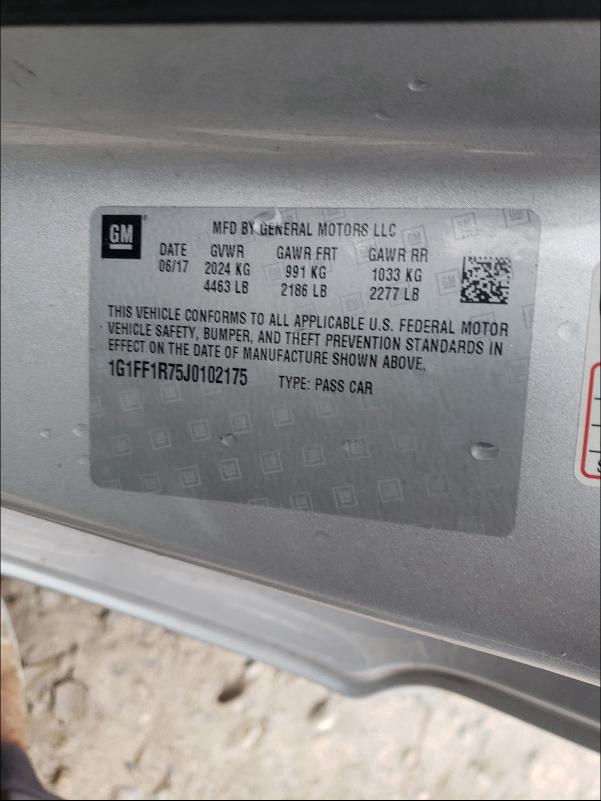 GM
MFD BY GENERAL MOTORS LLC
DATE GVWR GAWR FRT GAWR RR
06/17 2024 KG 991 KG 1033 KG
4463 LB 2186 LB 2277 LB
THIS VEHICLE CONFORMS TO ALL APPLICABLE U.S. FEDERAL MOTOR
VEHICLE SAFETY, BUMPER, AND THEFT PREVENTION STANDARDS IN
EFFECT ON THE DATE OF MANUFACTURE SHOWN ABOVE.
1G1FF1R75J0102175 TYPE: PASS CAR